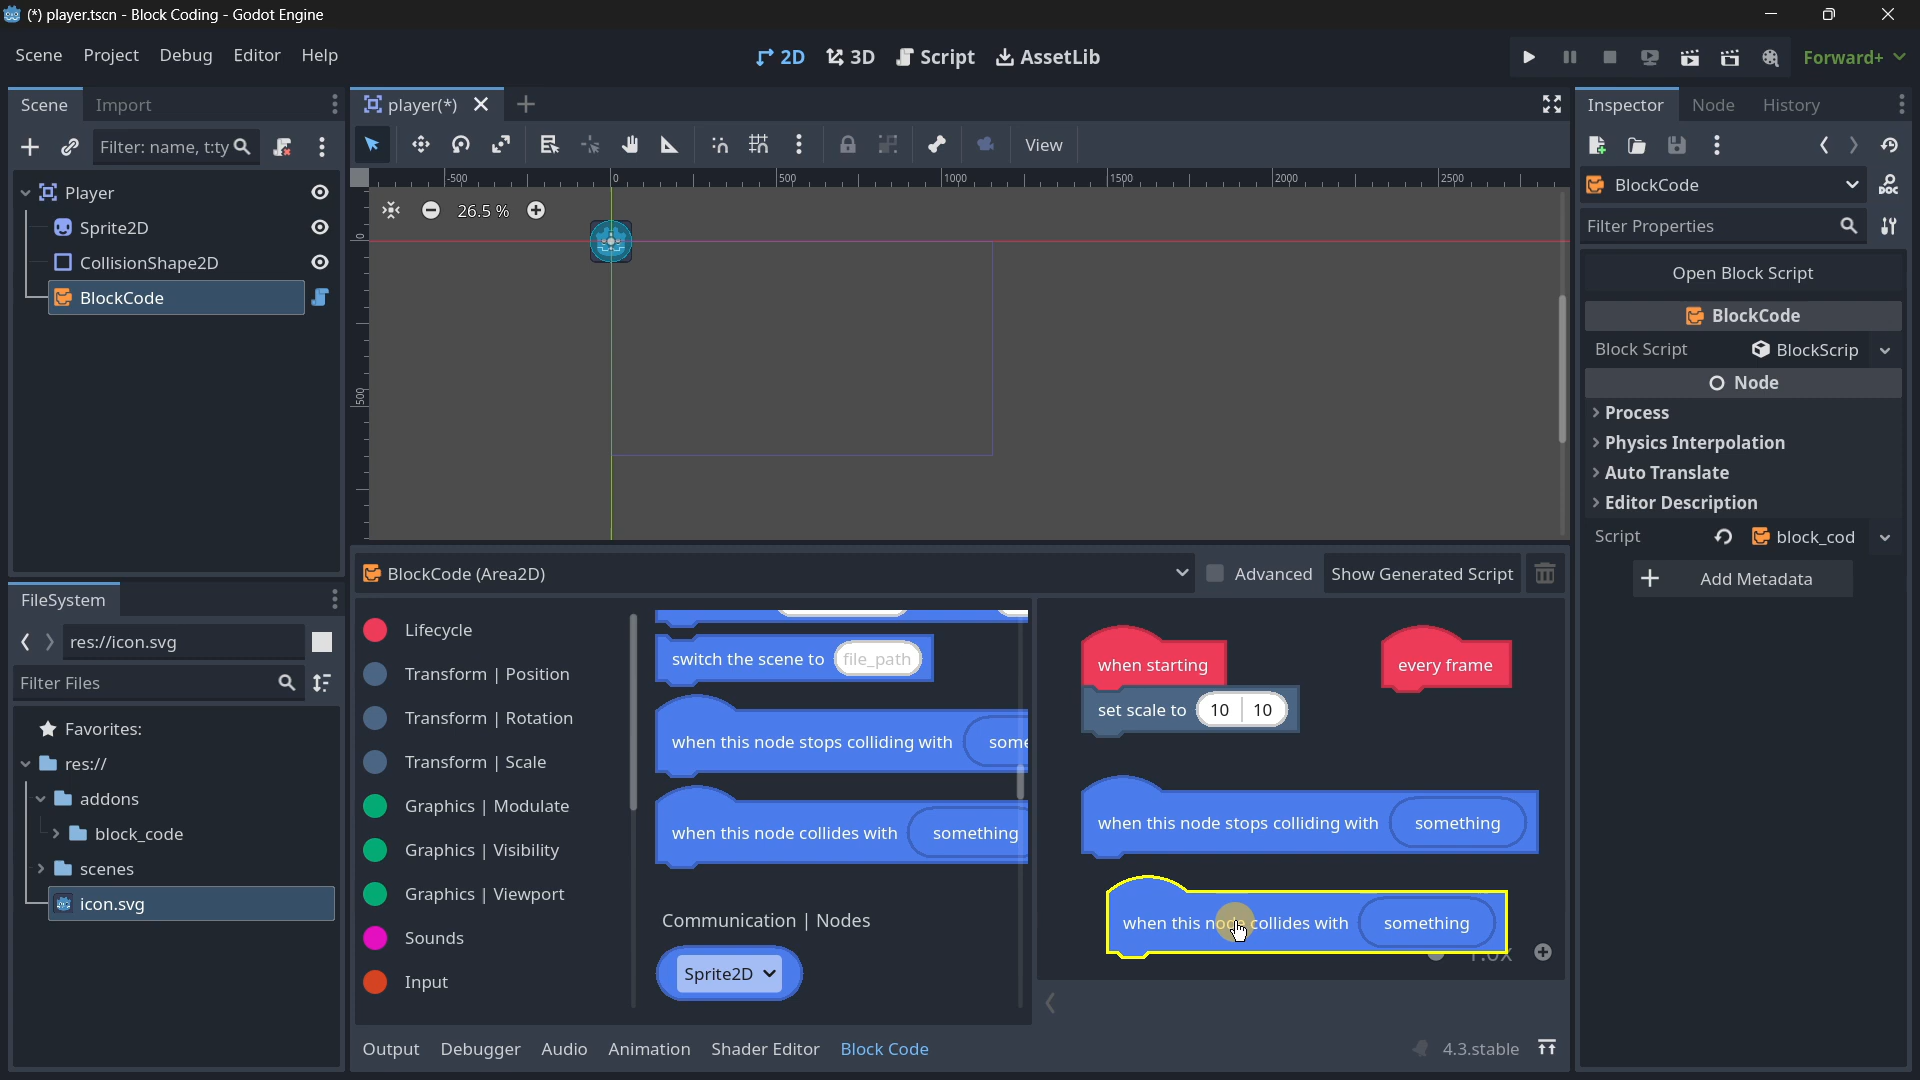 (*) player.tscn - Block Coding - Godot Engine
Scene Project Debug Editor Help
2D 3D Script AssetLib
Forward+
Scene Import
player(*)
Inspector Node History
Filter: name, t:ty
View
-500 0 500 1000 1500 2000 2500
0
500
26.5 %
Player
Sprite2D
CollisionShape2D
BlockCode
BlockCode
Filter Properties
Open Block Script
BlockCode
Block Script BlockScrip
Node
Process
Physics Interpolation
Auto Translate
Editor Description
Script block_cod
Add Metadata
FileSystem
res://icon.svg
Filter Files
Favorites:
res://
addons
block_code
scenes
icon.svg
BlockCode (Area2D)
Advanced Show Generated Script
Lifecycle
Transform | Position
Transform | Rotation
Transform | Scale
Graphics | Modulate
Graphics | Visibility
Graphics | Viewport
Sounds
Input
switch the scene to file_path
when this node stops colliding with some
when this node collides with something
Communication | Nodes
Sprite2D
when starting
set scale to 10 10
every frame
when this node stops colliding with something
when this node collides with something
Output Debugger Audio Animation Shader Editor Block Code
4.3.stable